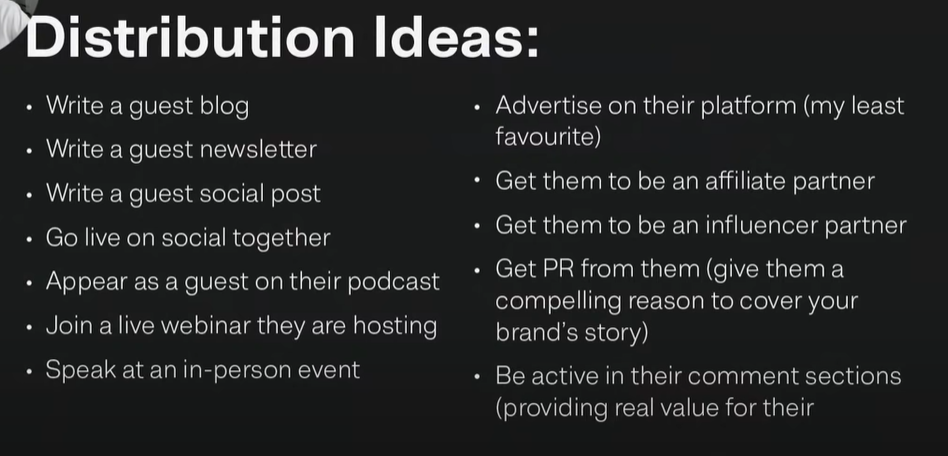 Distribution Ideas:
• Write a guest blog
• Write a guest newsletter
• Write a guest social post
• Go live on social together
• Appear as a guest on their podcast
• Join a live webinar they are hosting
• Speak at an in-person event
• Advertise on their platform (my least
favourite)
• Get them to be an affiliate partner
• Get them to be an influencer partner
• Get PR from them (give them a
compelling reason to cover your
brand's story)
• Be active in their comment sections
(providing real value for their